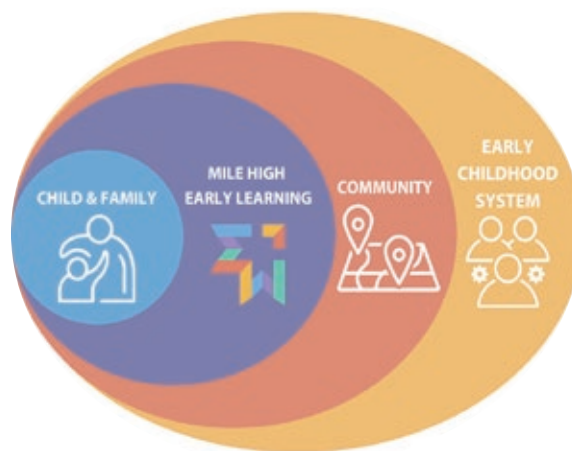 CHILD & FAMILY
MILE HIGH
EARLY LEARNING
COMMUNITY
EARLY
CHILDHOOD
SYSTEM